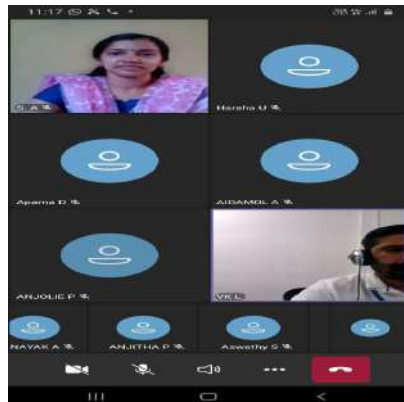 11:17
S. A
Harsha U
Aparna D
AIDAMOL A
ANJOLIE P
VK L
NAYAK A
ANJITHA P
Aswathy S